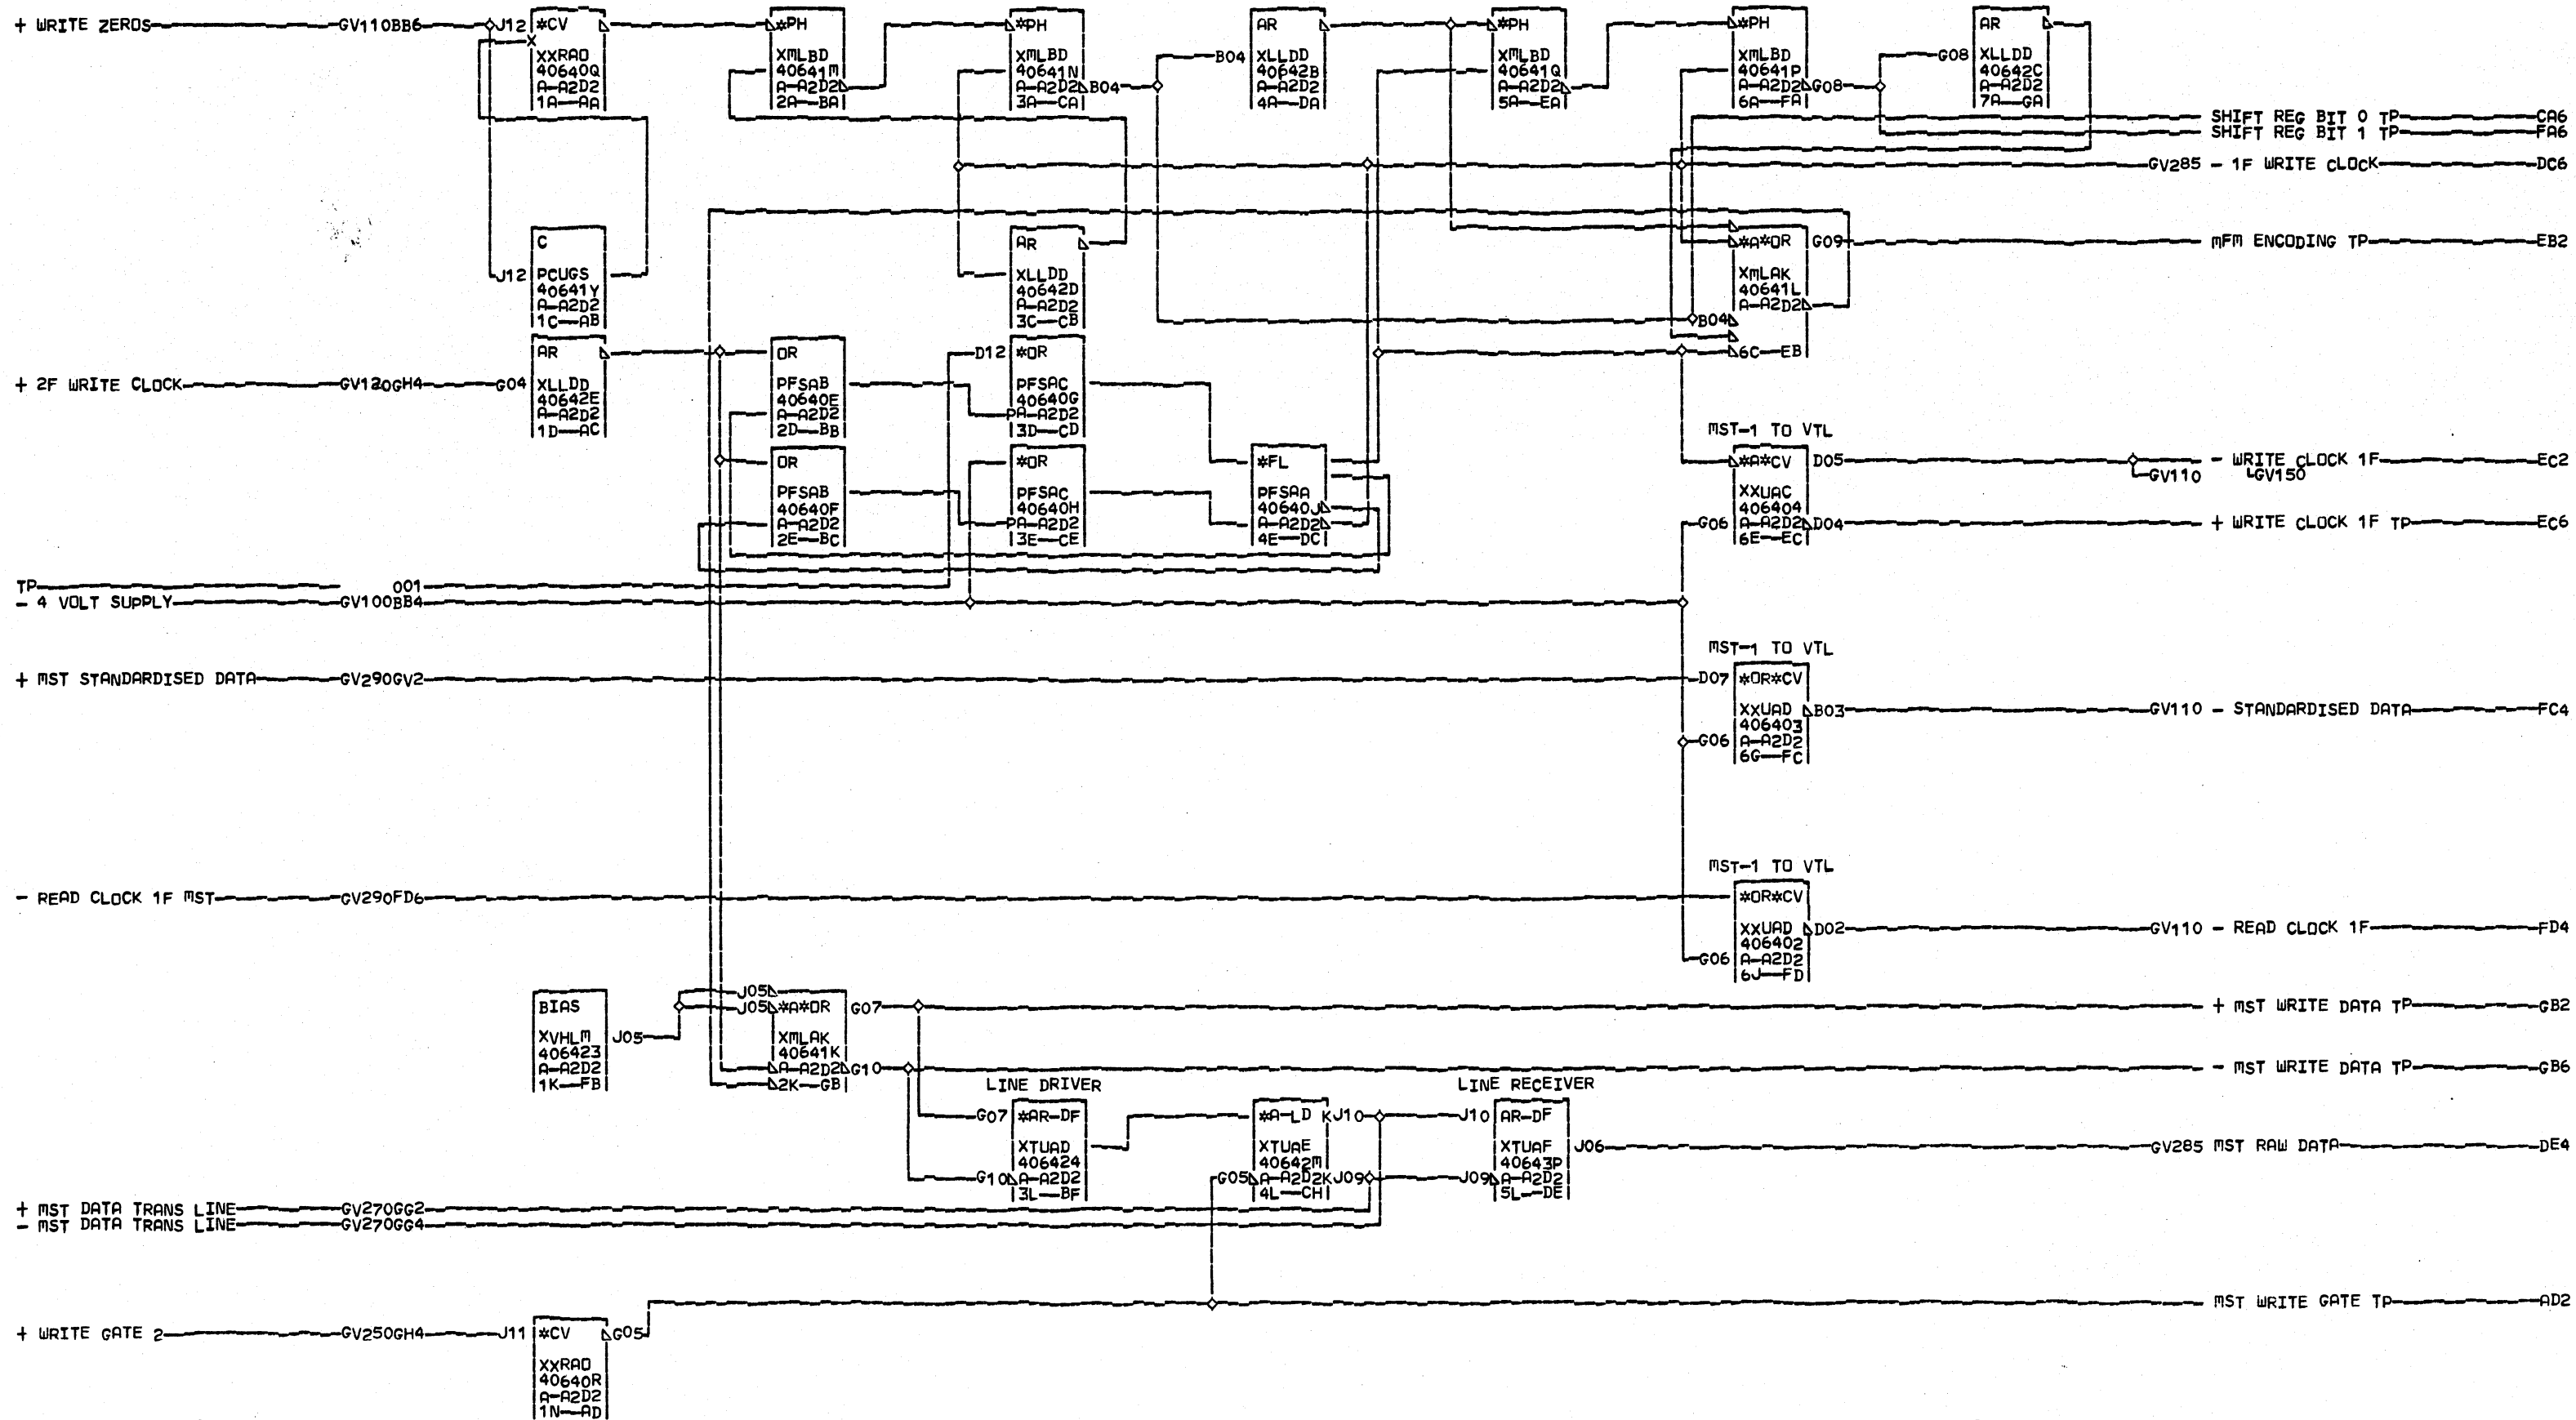 + WRITE ZEROS GV110BB6 J12
*CV
X
XXRAO
40640Q
A-A2D2
1A—AA
*PH
XMLBD
40641M
A-A2D2
2A—BA
*PH
XMLBD
40641N
A-A2D2 B04
3A—CA
AR
B04 XLLDD
40642B
A-A2D2
4A—DA
*PH
XMLBD
40641Q
A-A2D2
5A—EA
*PH
XMLBD
40641P
A-A2D2 G08
6A—FA
AR
G08 XLLDD
40642C
A-A2D2
7A—GA
SHIFT REG BIT 0 TP CA6
SHIFT REG BIT 1 TP FA6
GV285 - 1F WRITE CLOCK DC6
C
J12 PCUGS
40641Y
A-A2D2
1C—AB
AR
XLLDD
40642D
A-A2D2
3C—CB
*A*OR G09
XMLAK
40641L
A-A2D2
B04
6C—EB
MFM ENCODING TP EB2
+ 2F WRITE CLOCK GV120GH4 G04
AR
XLLDD
40642E
A-A2D2
1D—AC
OR
PFSAB
40640E
A-A2D2
2D—BB
D12 *OR
PFSAC
40640G
PA-A2D2
3D—CD
OR
PFSAB
40640F
A-A2D2
2E—BC
*OR
PFSAC
40640H
PA-A2D2
3E—CE
*FL
PFSAA
40640J
A-A2D2
4E—DC
MST-1 TO VTL
*A*CV D05
XXUAC
406404
G06 A-A2D2 D04
6E—EC
- WRITE CLOCK 1F EC2
GV110 GV150
+ WRITE CLOCK 1F TP EC6
TP 001
- 4 VOLT SUPPLY GV100BB4
+ MST STANDARDISED DATA GV290GV2
MST-1 TO VTL
D07 *OR*CV
XXUAD B03
406403
G06 A-A2D2
6G—FC
GV110 - STANDARDISED DATA FC4
- READ CLOCK 1F MST GV290FD6
MST-1 TO VTL
*OR*CV
XXUAD D02
406402
G06 A-A2D2
6J—FD
GV110 - READ CLOCK 1F FD4
BIAS
XVHLM J05
406423
A-A2D2
1K—FB
J05
J05 *A*OR G07
XMLAK
40641K
A-A2D2 G10
2K—GB
+ MST WRITE DATA TP GB2
- MST WRITE DATA TP GB6
LINE DRIVER
G07 *AR-DF
XTUAD
406424
G10 A-A2D2
3L—BF
*A-LD K J10
XTUAE
40642M
G05 A-A2D2K J09
4L—CH
LINE RECEIVER
J10 AR-DF
XTUAF J06
40643P
J09 A-A2D2
5L—DE
GV285 MST RAW DATA DE4
+ MST DATA TRANS LINE GV270GG2
- MST DATA TRANS LINE GV270GG4
MST WRITE GATE TP AD2
+ WRITE GATE 2 GV250GH4 J11
*CV G05
XXRAO
40640R
A-A2D2
1N—AD